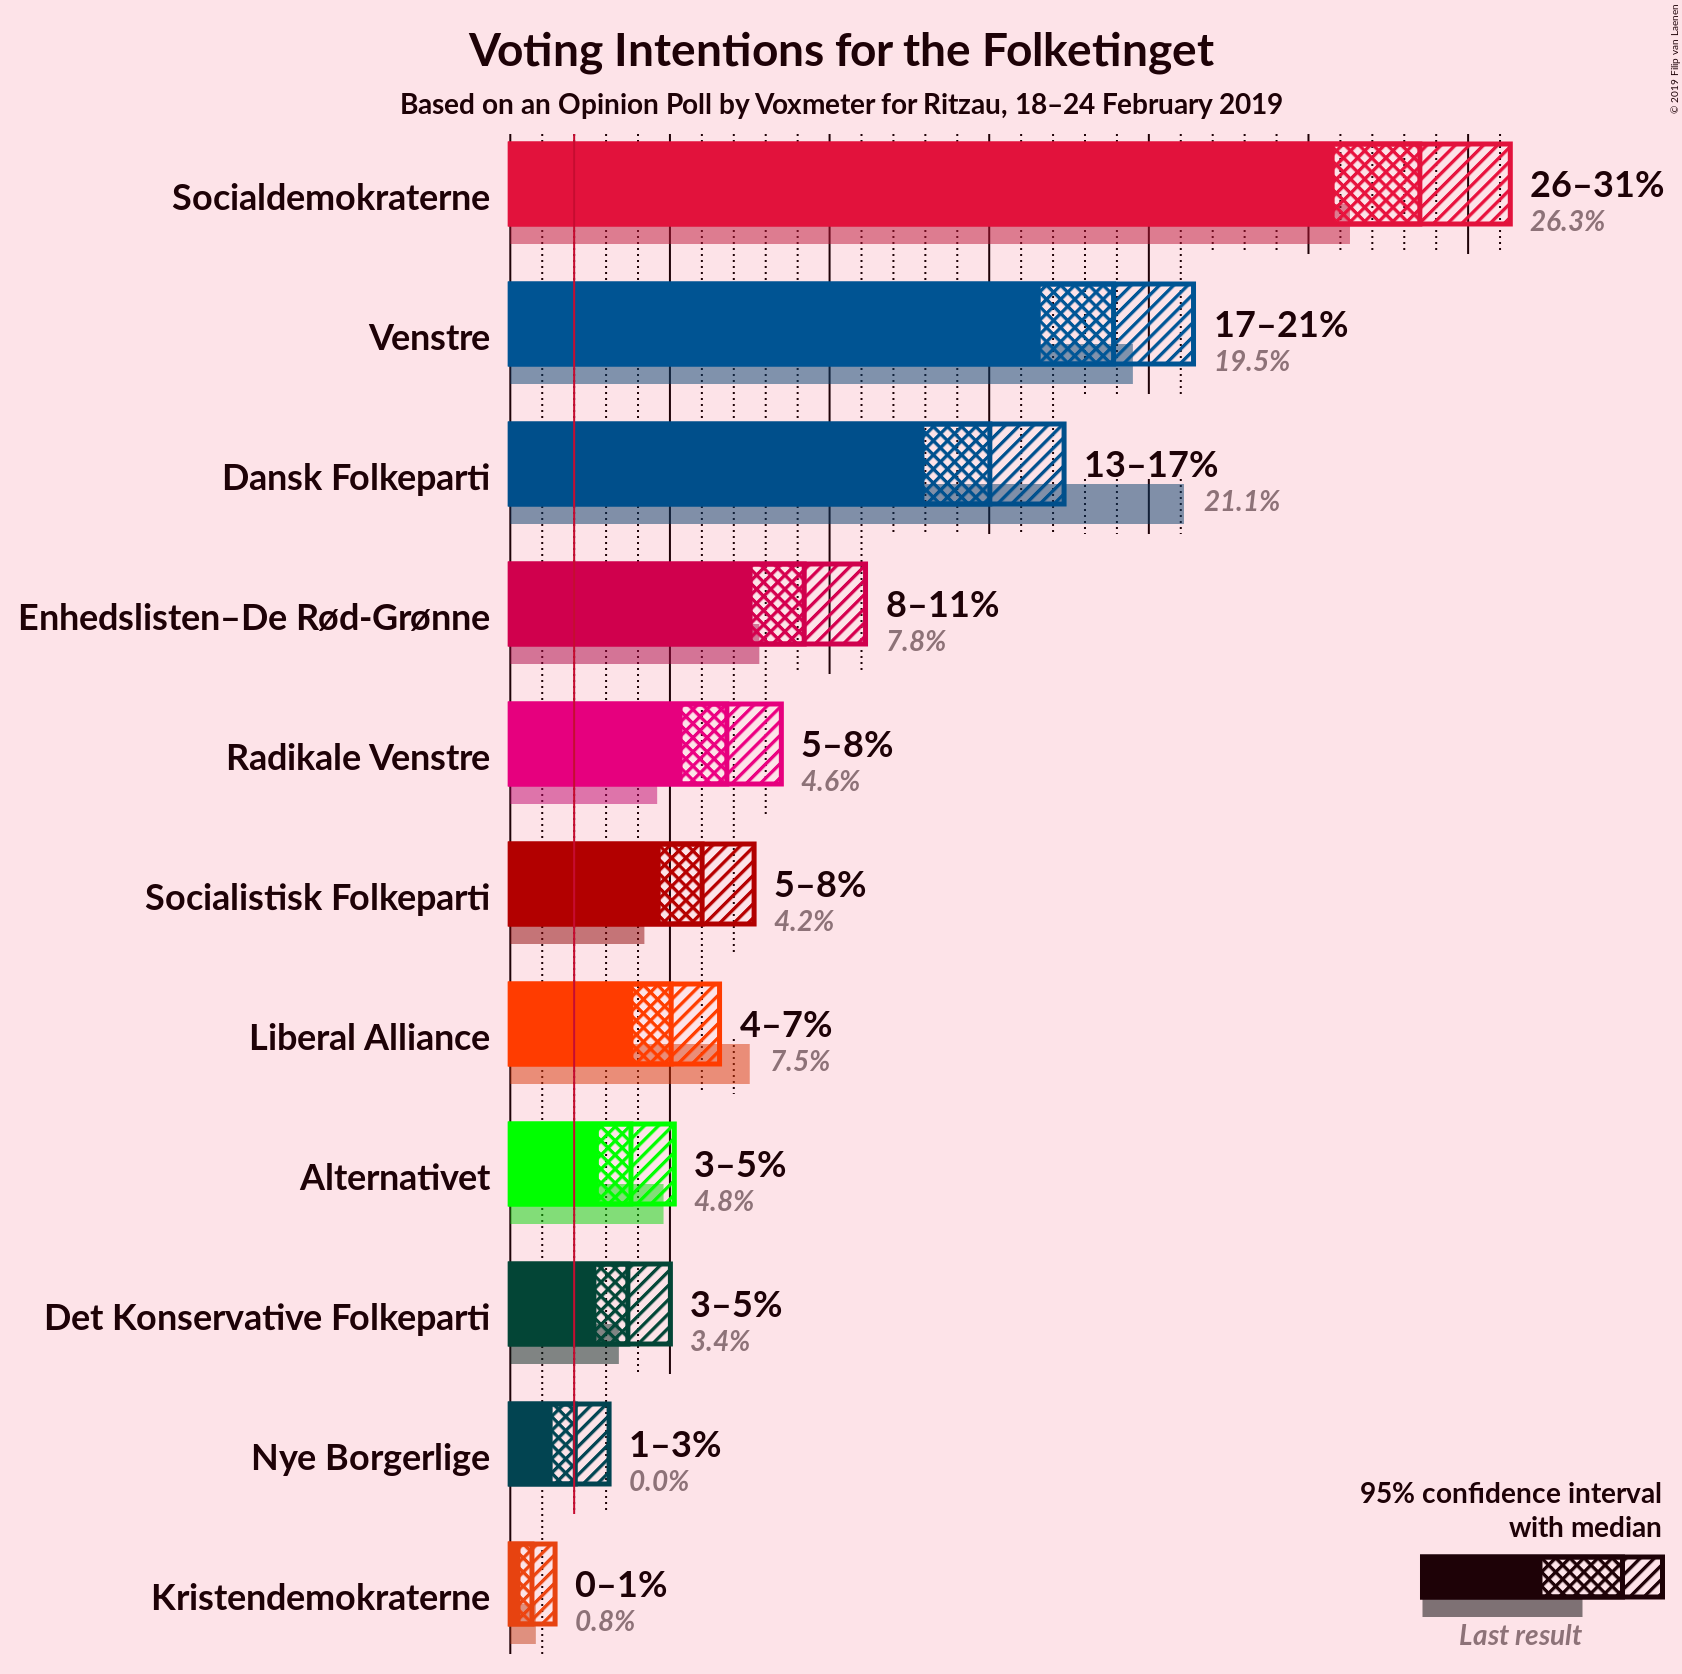 Voting Intentions for the Folketinget
Based on an Opinion Poll by Voxmeter for Ritzau, 18–24 February 2019
© 2019 Filip van Laenen
Socialdemokraterne
26–31%
26.3%
Venstre
17–21%
19.5%
Dansk Folkeparti
13–17%
21.1%
Enhedslisten–De Rød-Grønne
8–11%
7.8%
Radikale Venstre
5–8%
4.6%
Socialistisk Folkeparti
5–8%
4.2%
Liberal Alliance
4–7%
7.5%
Alternativet
3–5%
4.8%
Det Konservative Folkeparti
3–5%
3.4%
Nye Borgerlige
1–3%
0.0%
Kristendemokraterne
0–1%
0.8%
95% confidence interval
with median
Last result